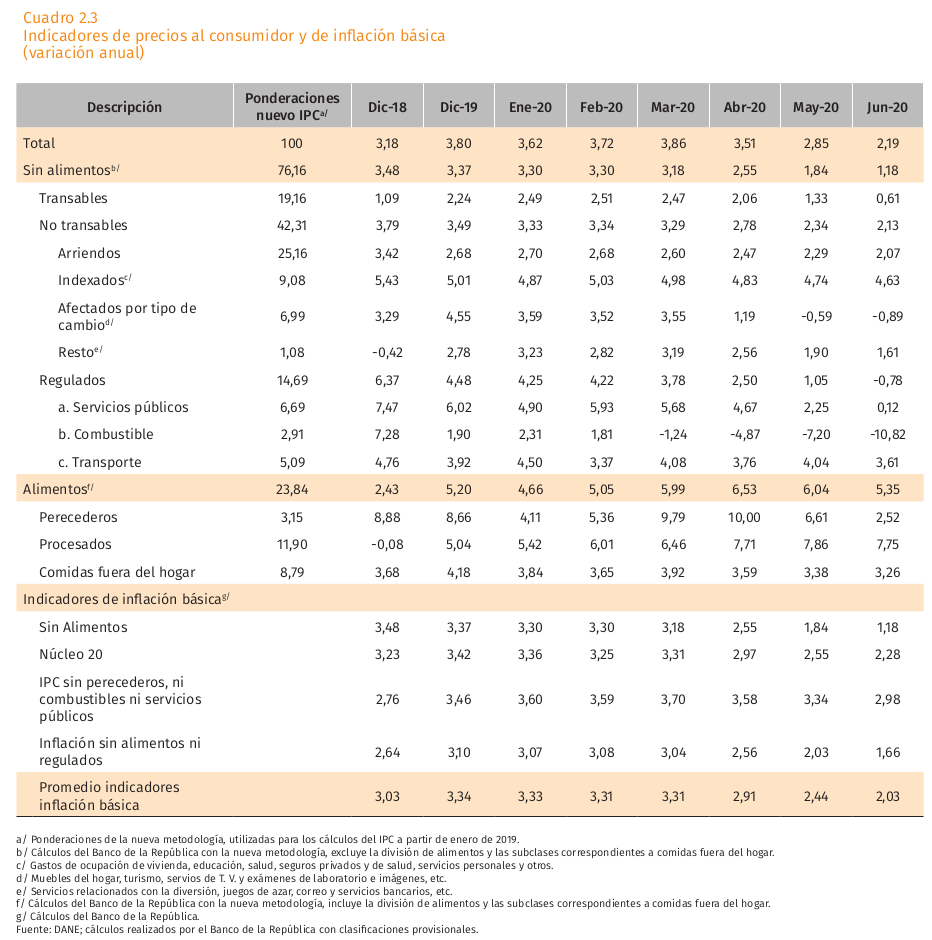 Cuadro 2.3
Indicadores de precios al consumidor y de inflación básica
(variación anual)
Descripción Ponderaciones nuevo IPCa/ Dic-18 Dic-19 Ene-20 Feb-20 Mar-20 Abr-20 May-20 Jun-20
Total 100 3,18 3,80 3,62 3,72 3,86 3,51 2,85 2,19
Sin alimentosb/ 76,16 3,48 3,37 3,30 3,30 3,18 2,55 1,84 1,18
Transables 19,16 1,09 2,24 2,49 2,51 2,47 2,06 1,33 0,61
No transables 42,31 3,79 3,49 3,33 3,34 3,29 2,78 2,34 2,13
Arriendos 25,16 3,42 2,68 2,70 2,68 2,60 2,47 2,29 2,07
Indexadosc/ 9,08 5,43 5,01 4,87 5,03 4,98 4,83 4,74 4,63
Afectados por tipo de
cambiod/ 6,99 3,29 4,55 3,59 3,52 3,55 1,19 -0,59 -0,89
Restoe/ 1,08 -0,42 2,78 3,23 2,82 3,19 2,56 1,90 1,61
Regulados 14,69 6,37 4,48 4,25 4,22 3,78 2,50 1,05 -0,78
a. Servicios públicos 6,69 7,47 6,02 4,90 5,93 5,68 4,67 2,25 0,12
b. Combustible 2,91 7,28 1,90 2,31 1,81 -1,24 -4,87 -7,20 -10,82
c. Transporte 5,09 4,76 3,92 4,50 3,37 4,08 3,76 4,04 3,61
Alimentosf/ 23,84 2,43 5,20 4,66 5,05 5,99 6,53 6,04 5,35
Perecederos 3,15 8,88 8,66 4,11 5,36 9,79 10,00 6,61 2,52
Procesados 11,90 -0,08 5,04 5,42 6,01 6,46 7,71 7,86 7,75
Comidas fuera del hogar 8,79 3,68 4,18 3,84 3,65 3,92 3,59 3,38 3,26
Indicadores de inflación básicag/
Sin Alimentos 3,48 3,37 3,30 3,30 3,18 2,55 1,84 1,18
Núcleo 20 3,23 3,42 3,36 3,25 3,31 2,97 2,55 2,28
IPC sin perecederos, ni
combustibles ni servicios
públicos 2,76 3,46 3,60 3,59 3,70 3,58 3,34 2,98
Inflación sin alimentos ni
regulados 2,64 3,10 3,07 3,08 3,04 2,56 2,03 1,66
Promedio indicadores
inflación básica 3,03 3,34 3,33 3,31 3,31 2,91 2,44 2,03
a/ Ponderaciones de la nueva metodología, utilizadas para los cálculos del IPC a partir de enero de 2019.
b/ Cálculos del Banco de la República con la nueva metodología, excluye la división de alimentos y las subclases correspondientes a comidas fuera del hogar.
c/ Gastos de ocupación de vivienda, educación, salud, seguros privados y de salud, servicios personales y otros.
d/ Muebles del hogar, turismo, servios de T. V. y exámenes de laboratorio e imágenes, etc.
e/ Servicios relacionados con la diversión, juegos de azar, correo y servicios bancarios, etc.
f/ Cálculos del Banco de la República con la nueva metodología, incluye la división de alimentos y las subclases correspondientes a comidas fuera del hogar.
g/ Cálculos del Banco de la República.
Fuente: DANE; cálculos realizados por el Banco de la República con clasificaciones provisionales.